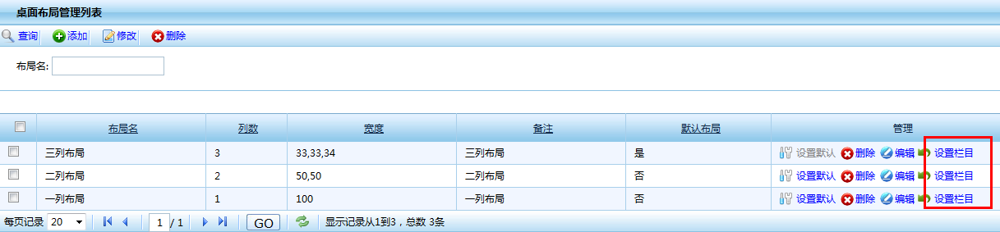 桌面布局管理列表
查询 添加 修改 删除
布局名:
布局名 列数 宽度 备注 默认布局 管理
三列布局 3 33,33,34 三列布局 是 设置默认 删除 编辑 设置栏目
二列布局 2 50,50 二列布局 否 设置默认 删除 编辑 设置栏目
一列布局 1 100 一列布局 否 设置默认 删除 编辑 设置栏目
每页记录 20 1 / 1 GO 显示记录从1到3，总数 3条